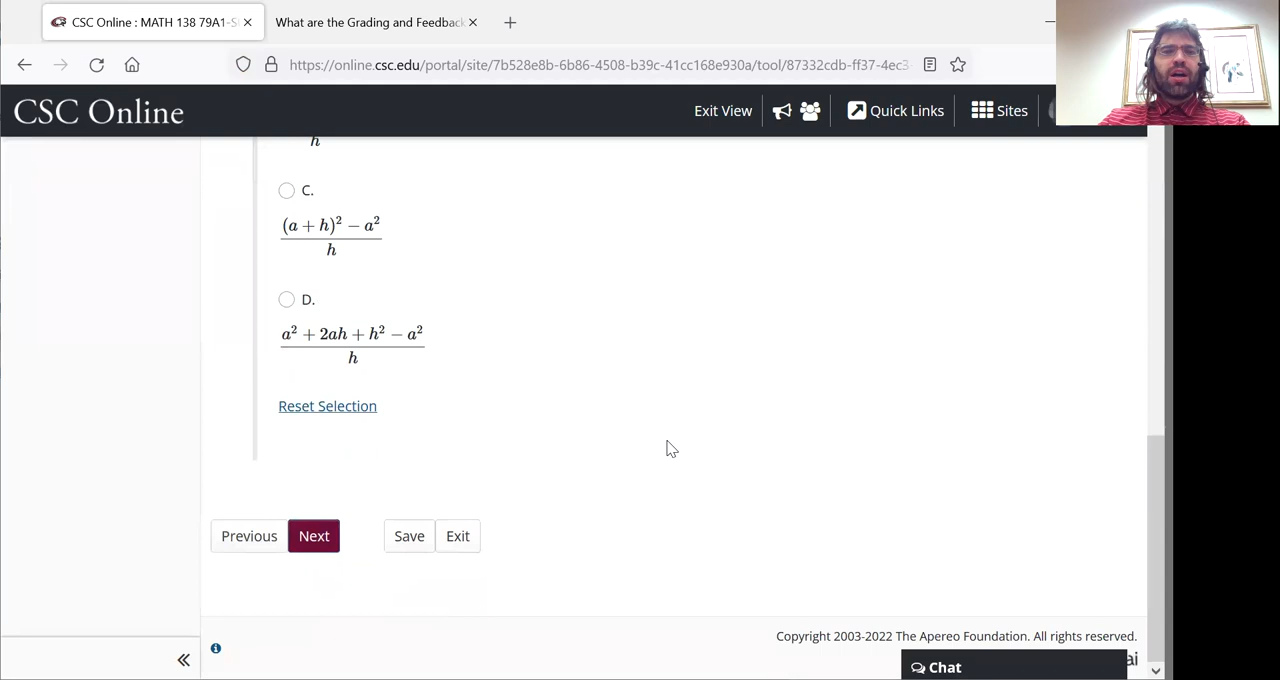 CSC Online : MATH 138 79A1-S
What are the Grading and Feedback
https://online.csc.edu/portal/site/7b528e8b-6b86-4508-b39c-41cc168e930a/tool/87332cdb-ff37-4ec3
CSC Online
Exit View
Quick Links
Sites
h
C.
(a + h)² − a²
h
D.
a² + 2ah + h² − a²
h
Reset Selection
Previous
Next
Save
Exit
Copyright 2003-2022 The Apereo Foundation. All rights reserved.
ai
Chat